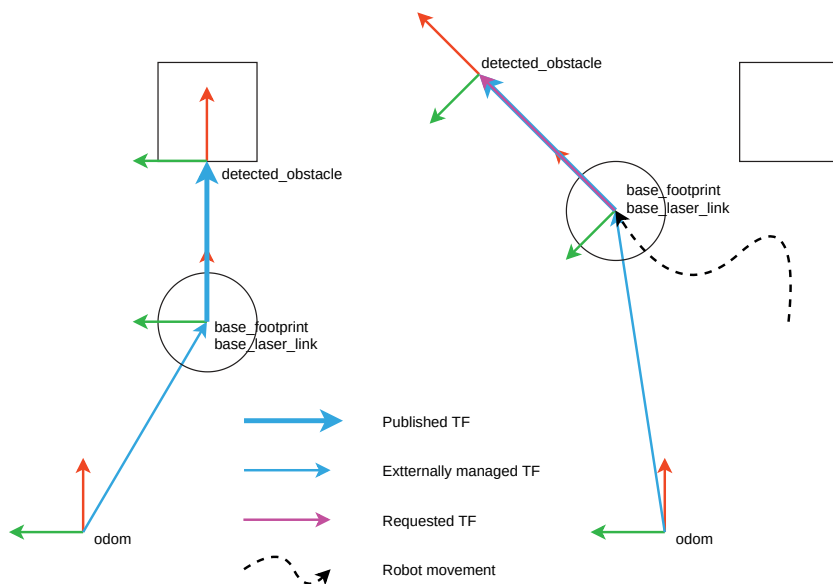 detected_obstacle
base_footprint
base_laser_link
odom
detected_obstacle
base_footprint
base_laser_link
odom
Published TF
Extternally managed TF
Requested TF
Robot movement